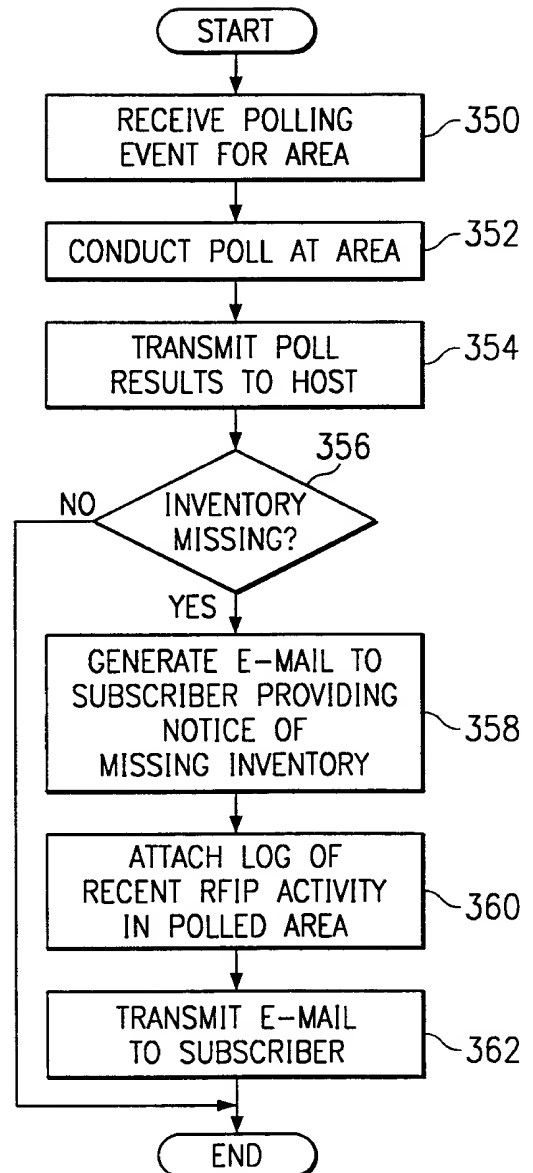 START
RECEIVE POLLING
EVENT FOR AREA
350
CONDUCT POLL AT AREA
352
TRANSMIT POLL
RESULTS TO HOST
354
356
INVENTORY
MISSING?
NO
YES
GENERATE E-MAIL TO
SUBSCRIBER PROVIDING
NOTICE OF
MISSING INVENTORY
358
ATTACH LOG OF
RECENT RFIP ACTIVITY
IN POLLED AREA
360
TRANSMIT E-MAIL
TO SUBSCRIBER
362
END